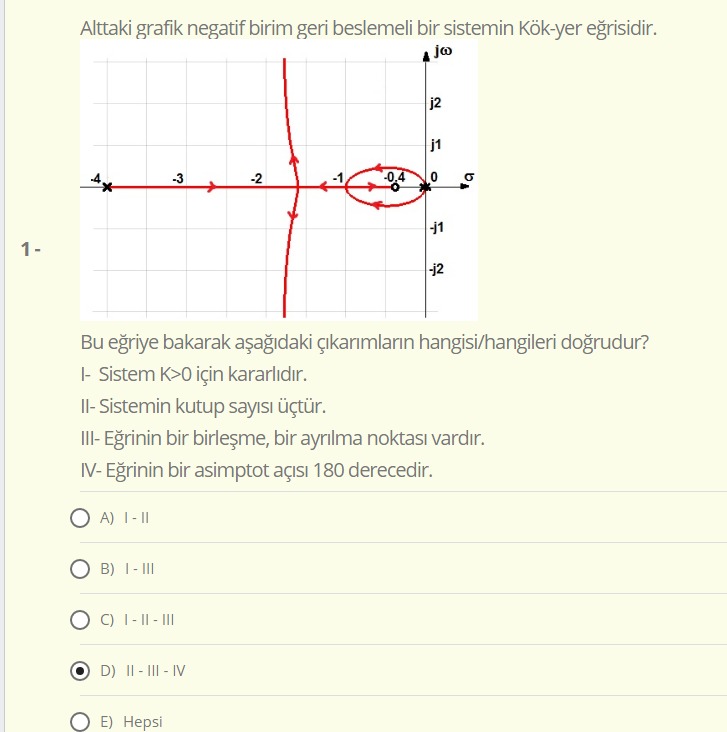 Alttaki grafik negatif birim geri beslemeli bir sistemin Kök-yer eğrisidir.
jω
j2
j1
-4 -3 -2 -1 -0.4 0 σ
-j1
-j2
1 -
Bu eğriye bakarak aşağıdaki çıkarımların hangisi/hangileri doğrudur?
I- Sistem K>0 için kararlıdır.
II- Sistemin kutup sayısı üçtür.
III- Eğrinin bir birleşme, bir ayrılma noktası vardır.
IV- Eğrinin bir asimptot açısı 180 derecedir.
A) I - II
B) I - III
C) I - II - III
D) II - III - IV
E) Hepsi